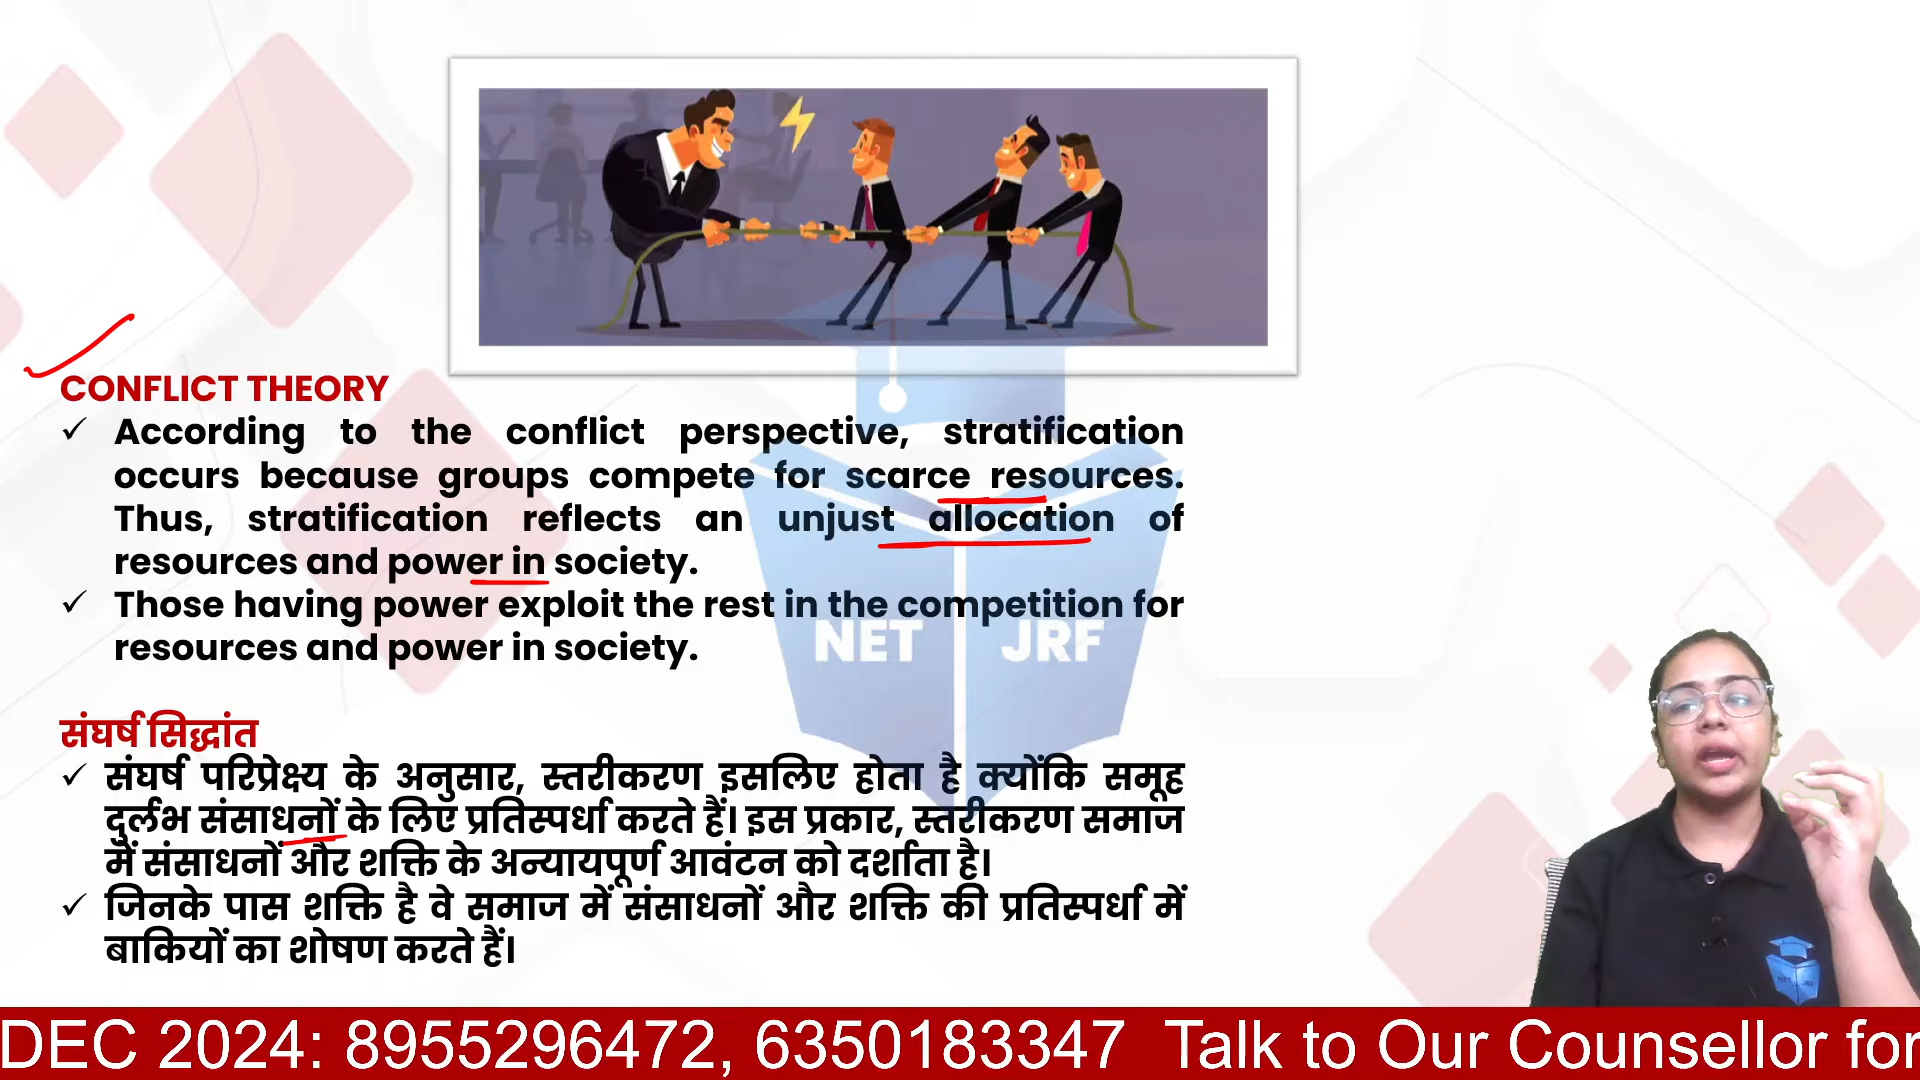 CONFLICT THEORY
According to the conflict perspective, stratification
occurs because groups compete for scarce resources.
Thus, stratification reflects an unjust allocation of
resources and power in society.
Those having power exploit the rest in the competition for
resources and power in society.
NET JRF
संघर्ष सिद्धांत
संघर्ष परिप्रेक्ष्य के अनुसार, स्तरीकरण इसलिए होता है क्योंकि समूह
दुर्लभ संसाधनों के लिए प्रतिस्पर्धा करते हैं। इस प्रकार, स्तरीकरण समाज
में संसाधनों और शक्ति के अन्यायपूर्ण आवंटन को दर्शाता है।
जिनके पास शक्ति है वे समाज में संसाधनों और शक्ति की प्रतिस्पर्धा में
बाकियों का शोषण करते हैं।
NET JRF
DEC 2024: 8955296472, 6350183347 Talk to Our Counsellor for